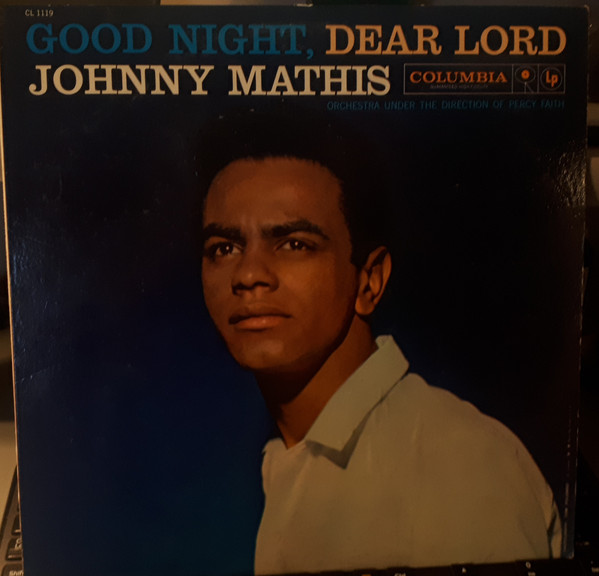 CL 1119
GOOD NIGHT, DEAR LORD
JOHNNY MATHIS COLUMBIA Lp
ORCHESTRA UNDER THE DIRECTION OF PERCY FAITH